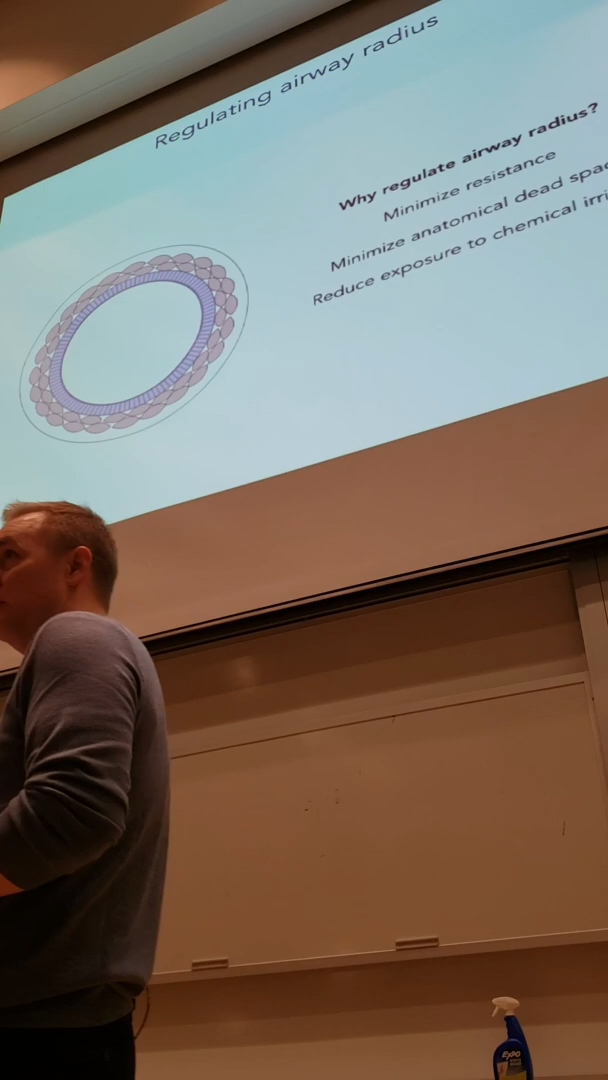 Regulating airway radius
Why regulate airway radius?
Minimize resistance
Minimize anatomical dead
Reduce exposure to chemical
EXPO